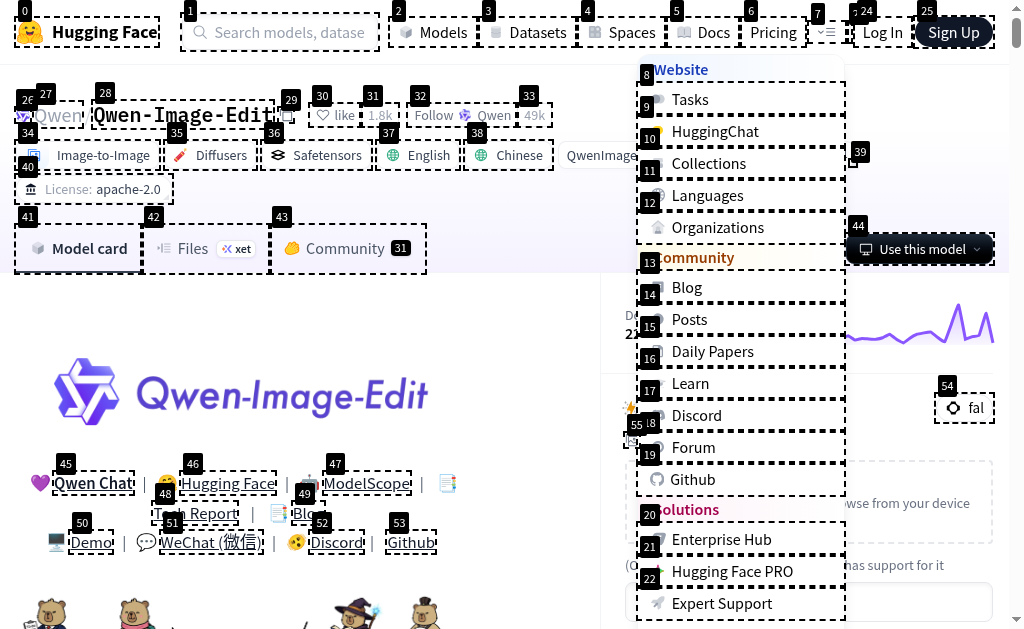 0 1 2 3 4 5 6 7 24 25
Hugging Face Search models, datase Models Datasets Spaces Docs Pricing Log In Sign Up
8 Website
9 Tasks
10 HuggingChat
11 Collections
12 Languages
Organizations
13 Community
14 Blog
15 Posts
16 Daily Papers
17 Learn
18 Discord
19 Forum
Github
20 Solutions
21 Enterprise Hub
22 Hugging Face PRO
Expert Support
26 27 28 29 30 31 32 33
Qwen/ Qwen-Image-Edit like 1.8k Follow Qwen 49k
34 35 36 37 38 39
Image-to-Image Diffusers Safetensors English Chinese QwenImage
40
License: apache-2.0
41 42 43 44
Model card Files xet Community 31 Use this model
54
fal
55
Qwen-Image-Edit
45 46 47
Qwen Chat | Hugging Face | ModelScope |
48 49
Tech Report | Blog
50 51 52 53
Demo | WeChat (微信) | Discord | Github
owse from your device
has support for it